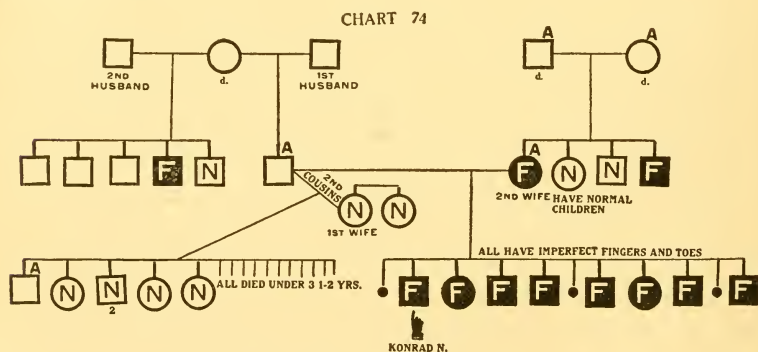 CHART 74
A
A
2ND
HUSBAND
d.
1ST
HUSBAND
d.
d.
A
A
F
N
F
N
N
F
2ND
COUSINS
2ND WIFE
HAVE NORMAL
CHILDREN
N
N
1ST WIFE
ALL HAVE IMPERFECT FINGERS AND TOES
A
N
N
N
N
2
ALL DIED UNDER 3 1-2 YRS.
F
F
F
F
F
F
F
F
KONRAD N.